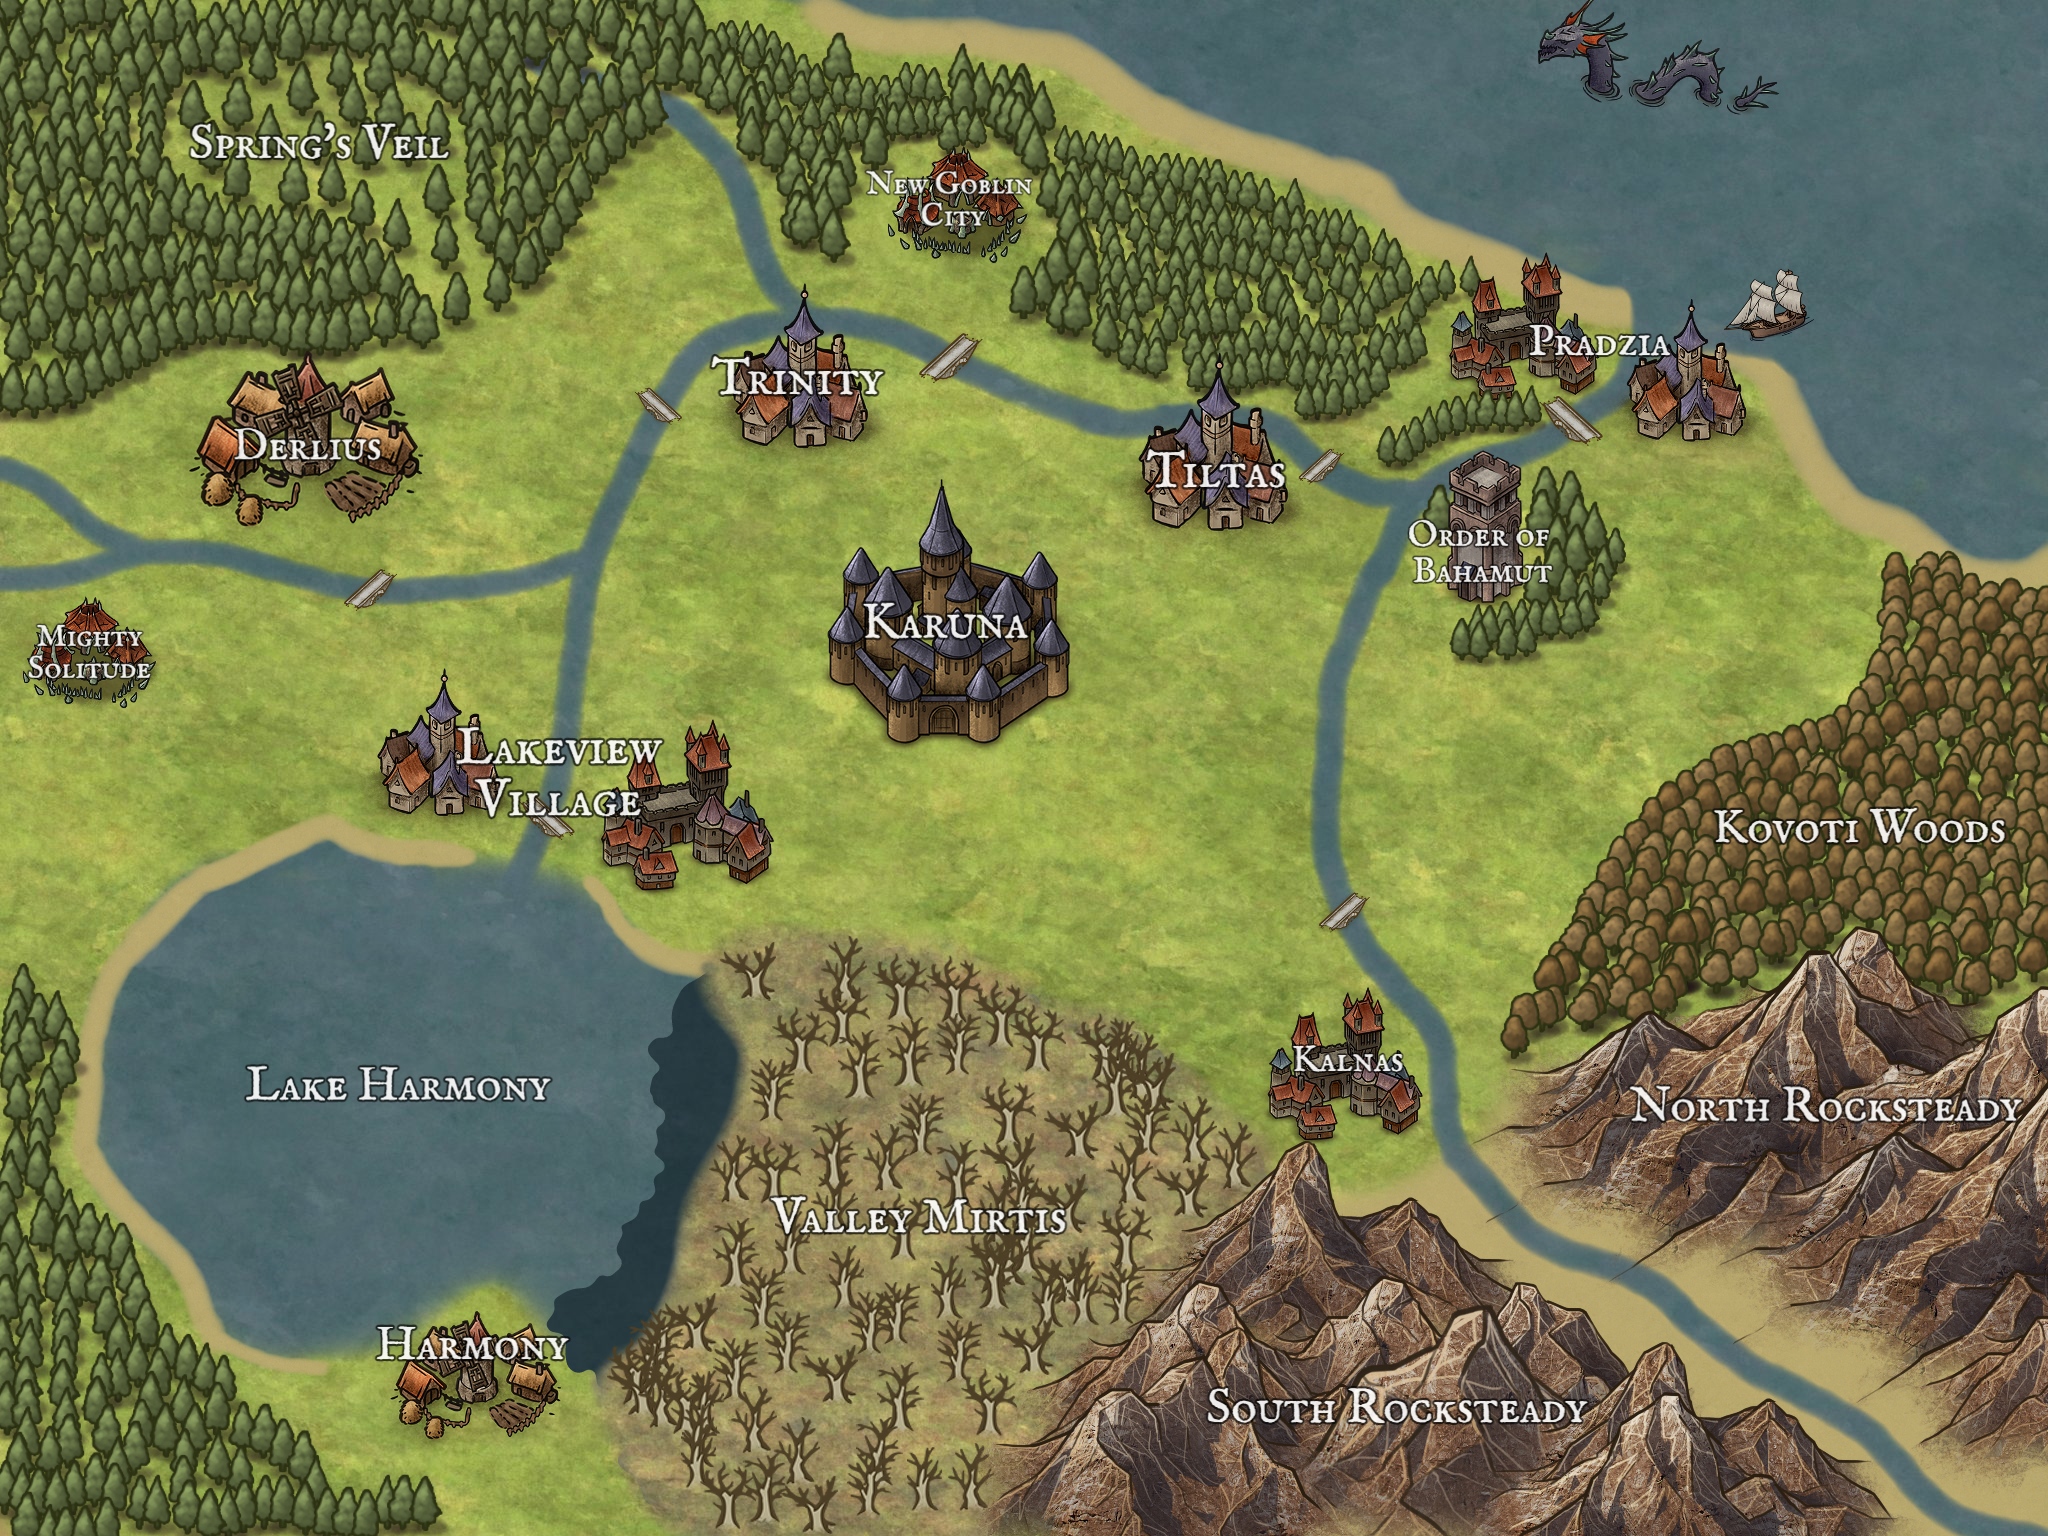 Spring's Veil
New Goblin
City
Pradzia
Trinity
Derlius
Tiltas
Order of
Bahamut
Karuna
Mighty
Solitude
Lakeview
Village
Kovoti Woods
Kalnas
Lake Harmony
North Rocksteady
Valley Mirtis
Harmony
South Rocksteady